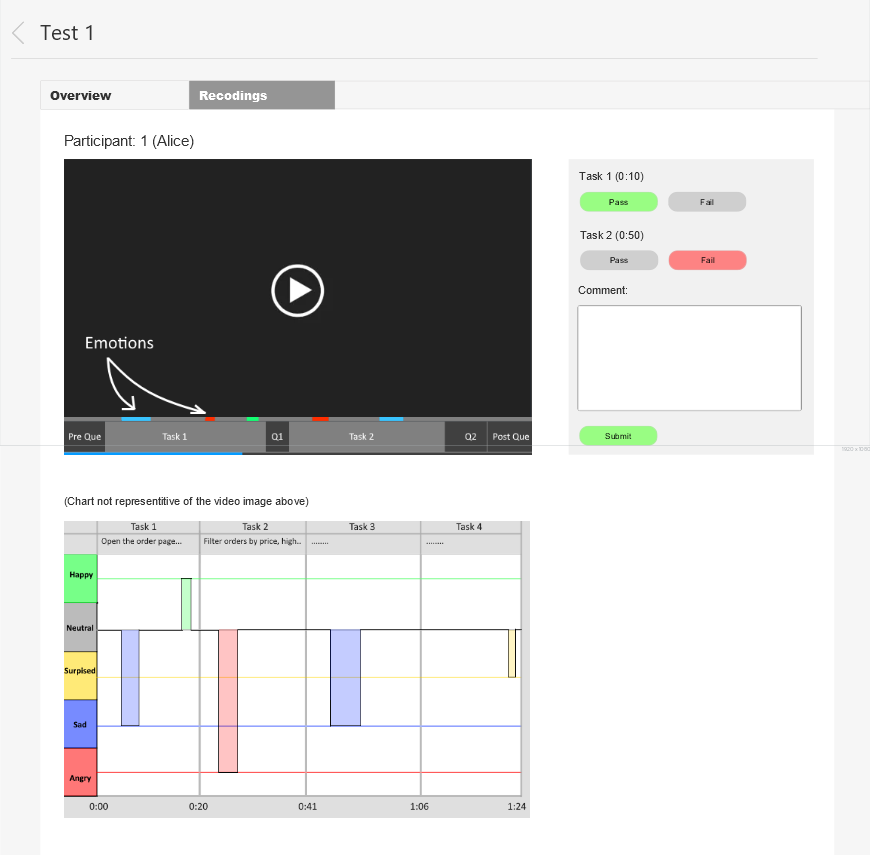 Test 1
Overview
Recodings
Participant: 1 (Alice)
Emotions
Pre Que
Task 1
Q1
Task 2
Q2
Post Que
Task 1 (0:10)
Pass
Fail
Task 2 (0:50)
Pass
Fail
Comment:
Submit
(Chart not representitive of the video image above)
Task 1
Task 2
Task 3
Task 4
Open the order page...
Filter orders by price, high..
........
........
Happy
Neutral
Surpised
Sad
Angry
0:00
0:20
0:41
1:06
1:24